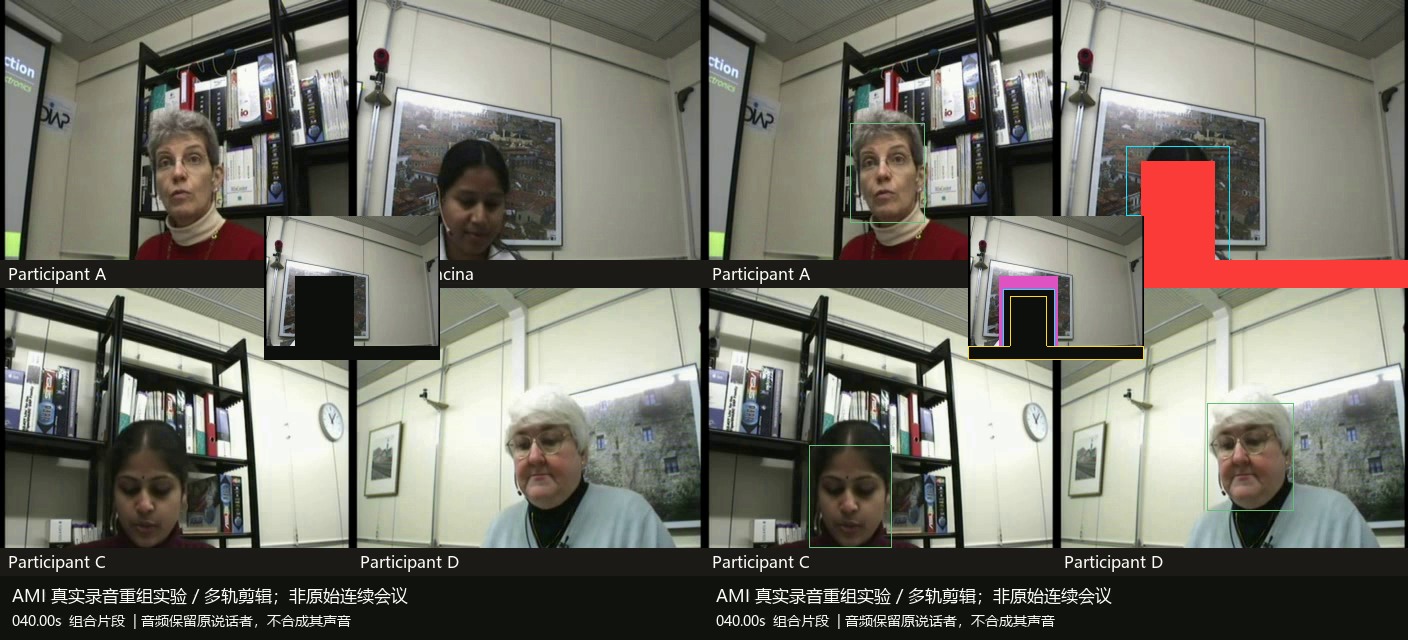 ction
ctronics
Participant A
ncina
ction
ctronics
Participant A
Participant C
Participant D
Participant C
Participant D
AMI 真实录音重组实验 / 多轨剪辑；非原始连续会议
040.00s 组合片段 | 音频保留原说话者，不合成其声音
AMI 真实录音重组实验 / 多轨剪辑；非原始连续会议
040.00s 组合片段 | 音频保留原说话者，不合成其声音